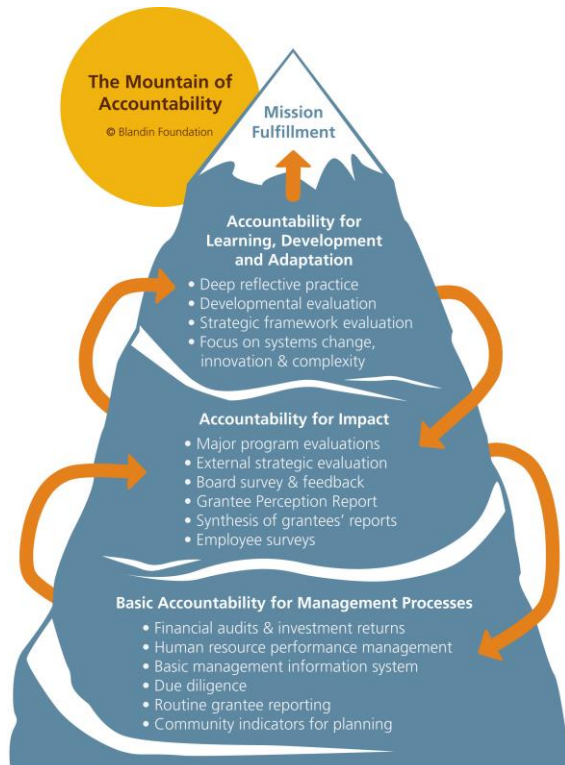 The Mountain of
Accountability
© Blandin Foundation
Mission
Fulfillment
Accountability for
Learning, Development
and Adaptation
• Deep reflective practice
• Developmental evaluation
• Strategic framework evaluation
• Focus on systems change,
innovation & complexity
Accountability for Impact
• Major program evaluations
• External strategic evaluation
• Board survey & feedback
• Grantee Perception Report
• Synthesis of grantees’ reports
• Employee surveys
Basic Accountability for Management Processes
• Financial audits & investment returns
• Human resource performance management
• Basic management information system
• Due diligence
• Routine grantee reporting
• Community indicators for planning